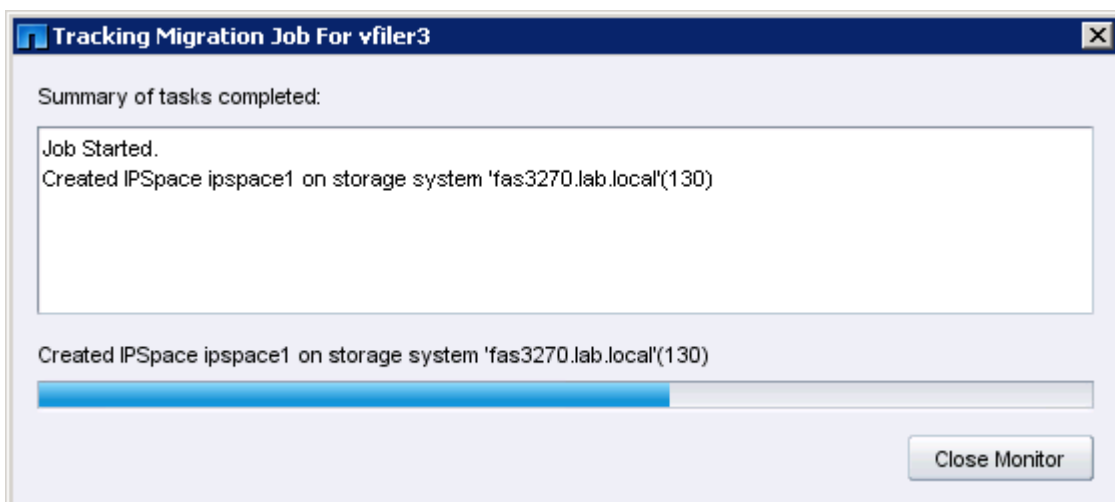 Tracking Migration Job For vfiler3
Summary of tasks completed:
Job Started.
Created IPSpace ipspace1 on storage system 'fas3270.lab.local'(130)
Created IPSpace ipspace1 on storage system 'fas3270.lab.local'(130)
Close Monitor